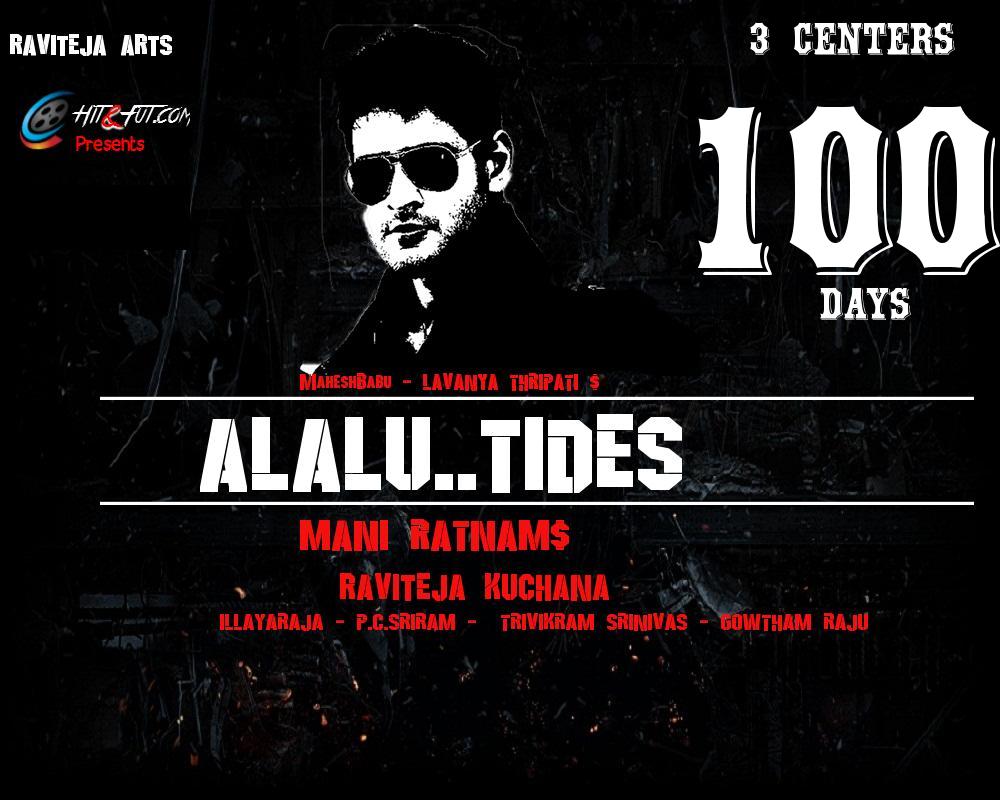 RAVITEJA ARTS
3 CENTERS
HIT&FUT.COM
Presents
100
DAYS
MAHESHBABU - LAVANYA THRIPATI $
ALALU..TIDES
MANI RATNAM$
RAVITEJA KUCHANA
ILLAYARAJA - P.C.SRIRAM - TRIVIKRAM SRINIVAS - GOWTHAM RAJU